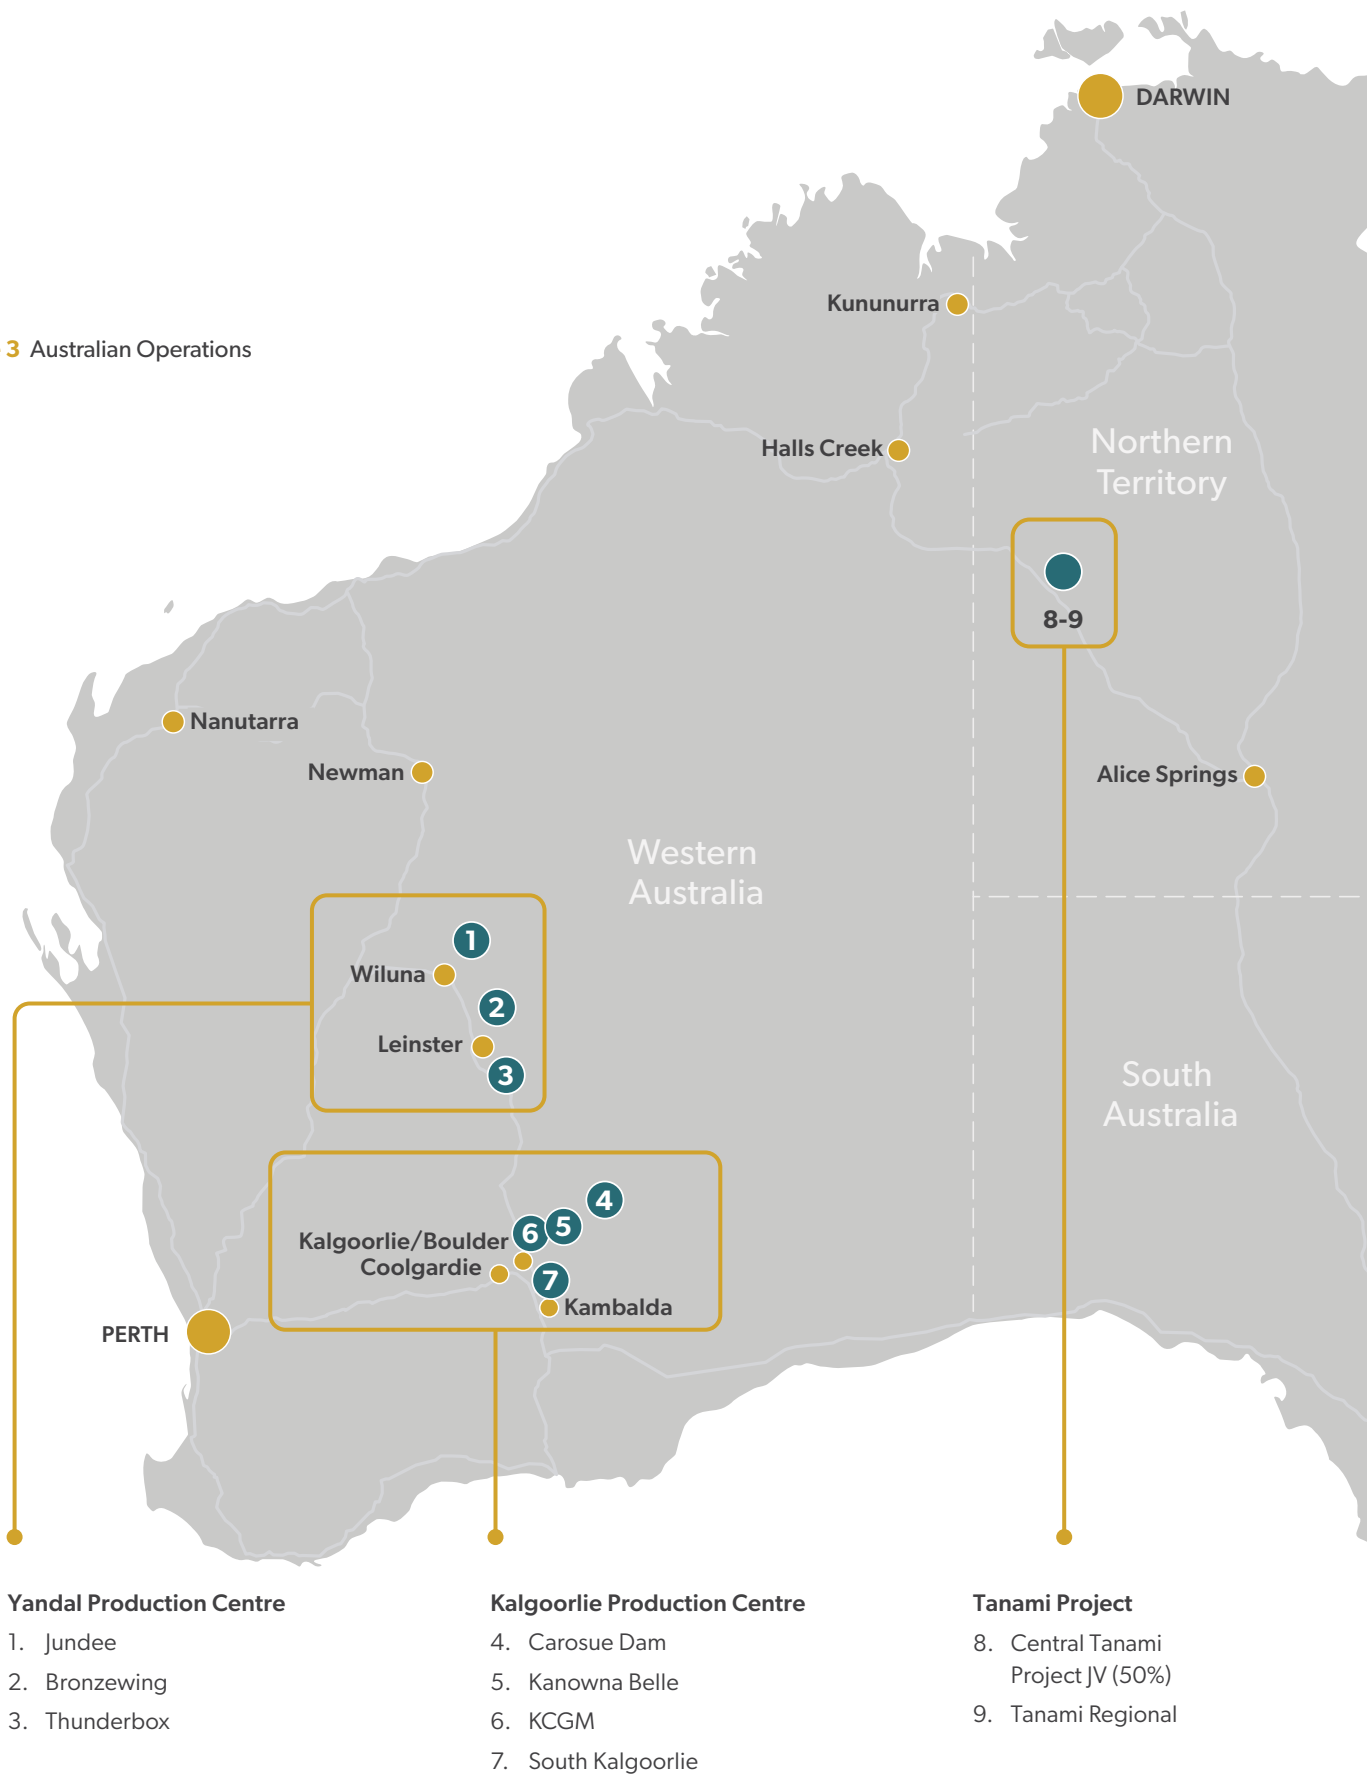 DARWIN
Kununurra
3 Australian Operations
Halls Creek
Northern
Territory
8-9
Nanutarra
Newman
Alice Springs
Western
Australia
1
Wiluna
2
Leinster
3
South
Australia
4
5
6
Kalgoorlie/Boulder
Coolgardie
7
Kambalda
PERTH
Yandal Production Centre
1. Jundee
2. Bronzewing
3. Thunderbox
Kalgoorlie Production Centre
4. Carosue Dam
5. Kanowna Belle
6. KCGM
7. South Kalgoorlie
Tanami Project
8. Central Tanami
Project JV (50%)
9. Tanami Regional